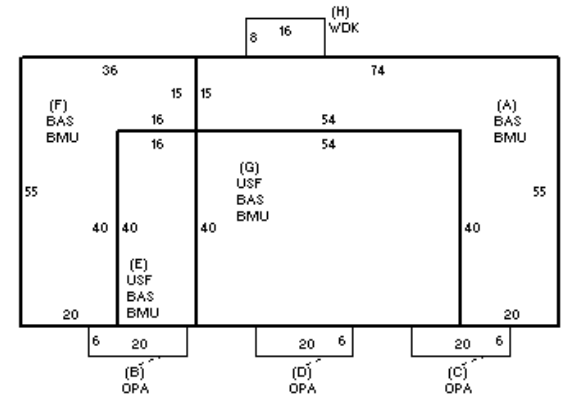 (H)
8 16 WDK
36 74
15 15
(F) (A)
BAS BAS
BMU BMU
16 54
16 54
(G)
USF
BAS
BMU
55 55
40 40 40 40
(E)
USF
BAS
BMU
20 20
6 20 20 6 20 6
(B) (D) (C)
OPA OPA OPA